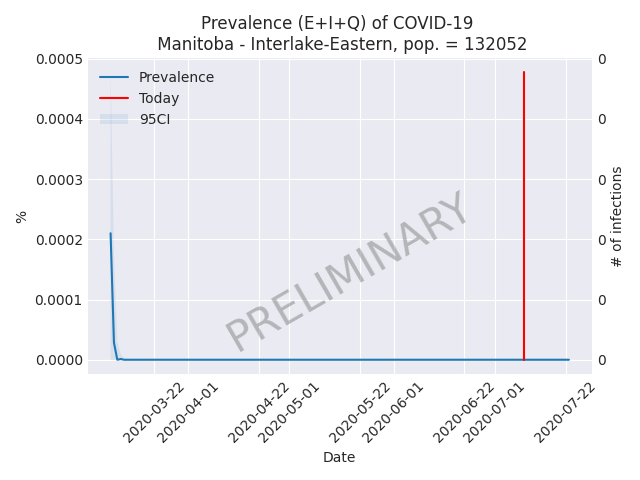 Prevalence (E+I+Q) of COVID-19
Manitoba - Interlake-Eastern, pop. = 132052
0.0005
0.0004
0.0003
0.0002
0.0001
0.0000
%
Prevalence
Today
95CI
PRELIMINARY
0
0
0
0
0
0
# of infections
2020-03-22
2020-04-01
2020-04-22
2020-05-01
2020-05-22
2020-06-01
2020-06-22
2020-07-01
2020-07-22
Date